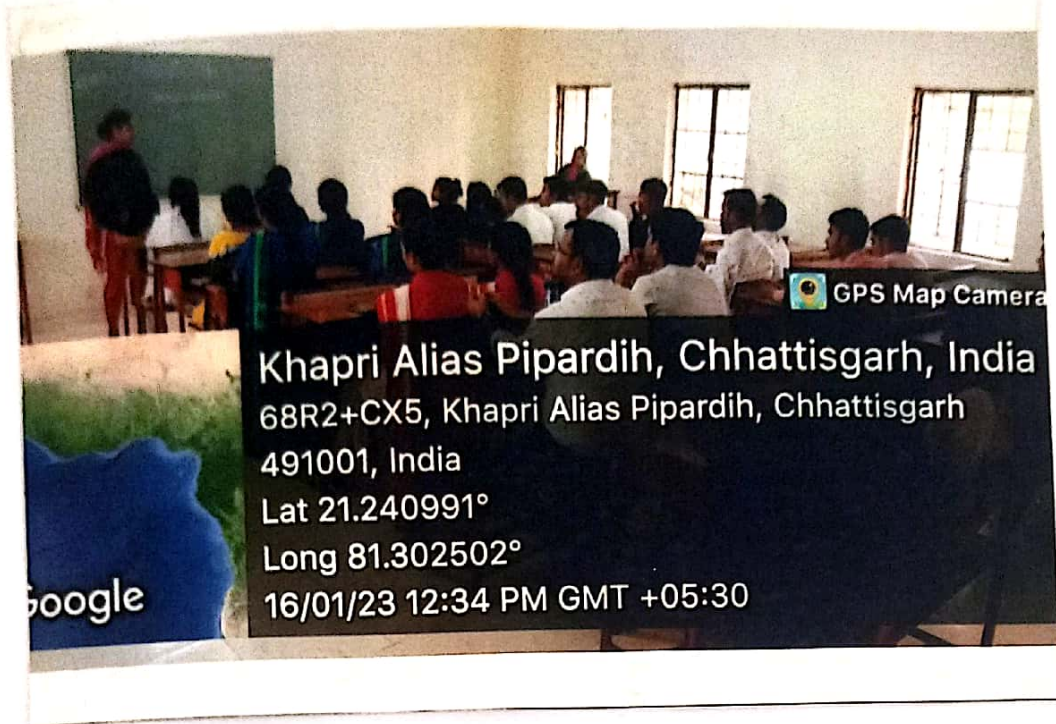 GPS Map Camera
Khapri Alias Pipardih, Chhattisgarh, India
68R2+CX5, Khapri Alias Pipardih, Chhattisgarh
491001, India
Lat 21.240991°
Long 81.302502°
16/01/23 12:34 PM GMT +05:30
Google